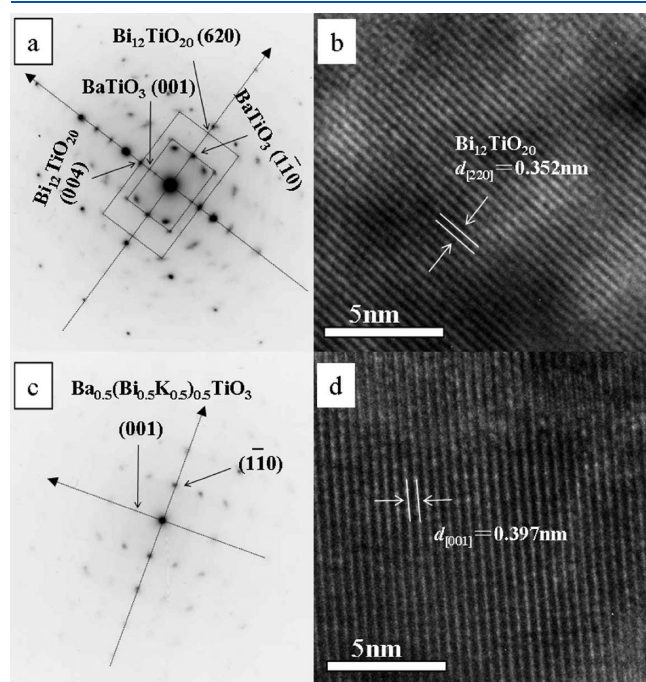 a
Bi₁₂TiO₂₀ (620)
BaTiO₃ (001)
BaTiO₃ (11̄0)
Bi₁₂TiO₂₀
(004)
b
Bi₁₂TiO₂₀
d[220]＝0.352nm
5nm
c
Ba₀.₅(Bi₀.₅K₀.₅)₀.₅TiO₃
(001)
(1̄10)
d
d[001]＝0.397nm
5nm